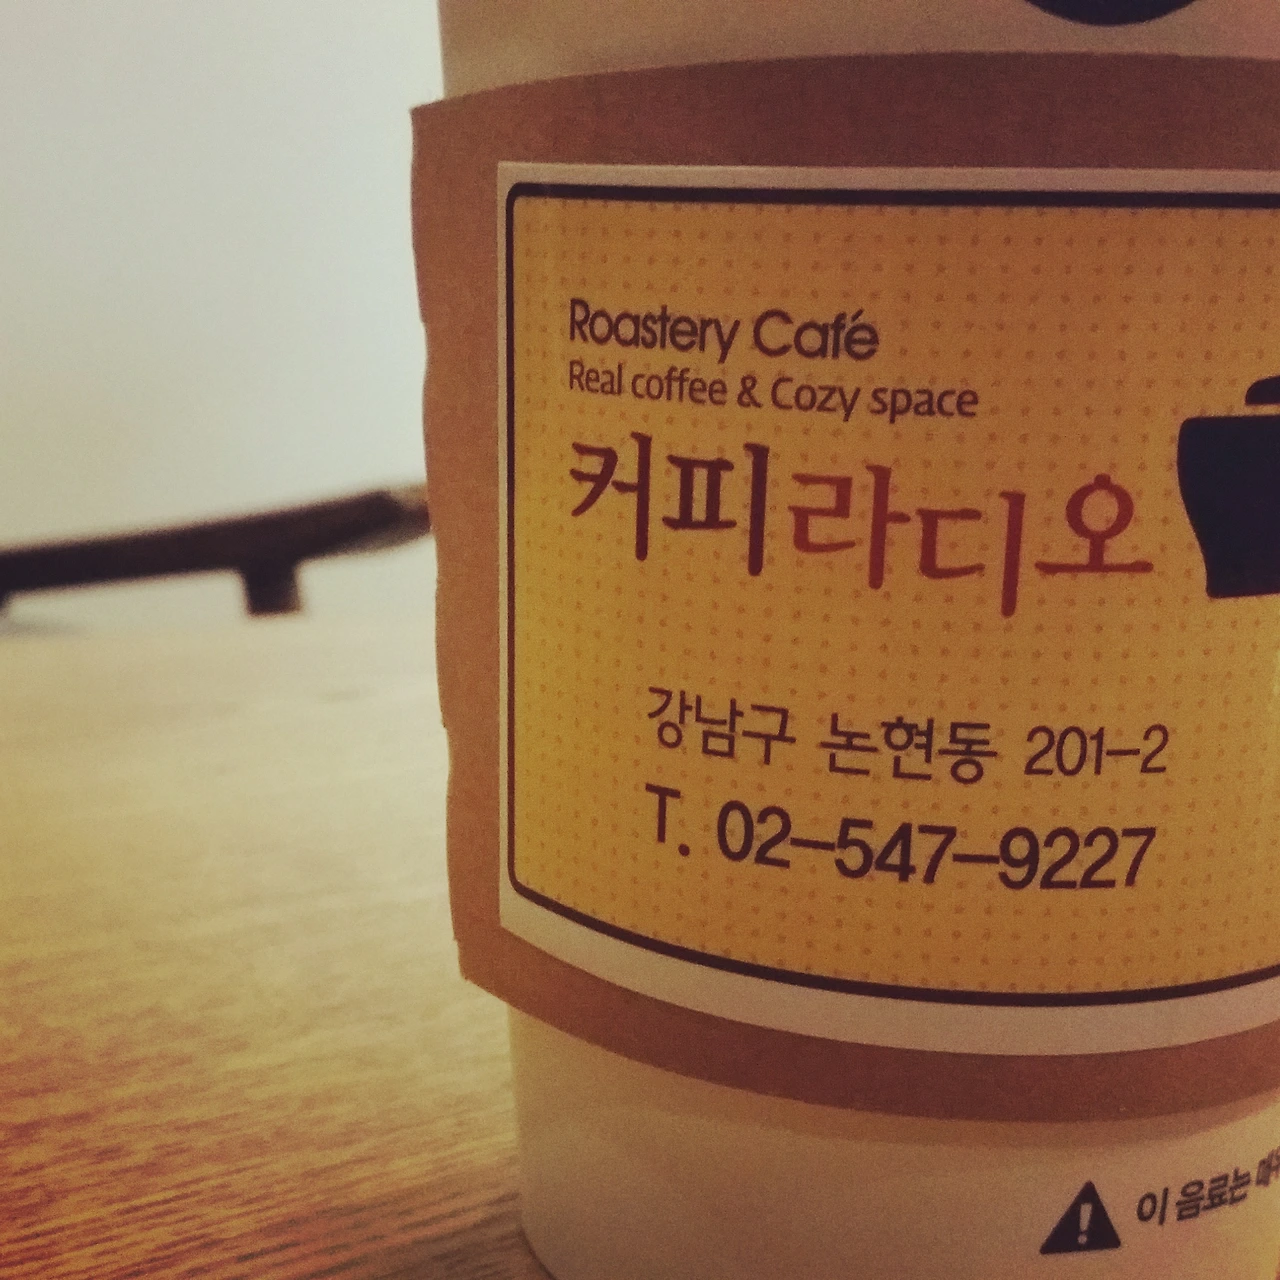 Roastery Café
Real coffee & Cozy space
커피라디오
강남구 논현동 201-2
T. 02-547-9227
이 음료는